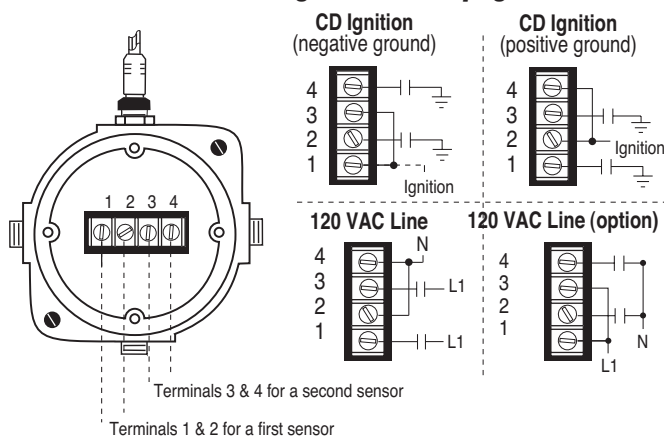 CD Ignition
(negative ground)
4
3
2
1
Ignition
CD Ignition
(positive ground)
4
3
2
1
Ignition
1 2 3 4
120 VAC Line
4
3
2
1
N
L1
L1
120 VAC Line (option)
4
3
2
1
N
L1
Terminals 3 & 4 for a second sensor
Terminals 1 & 2 for a first sensor